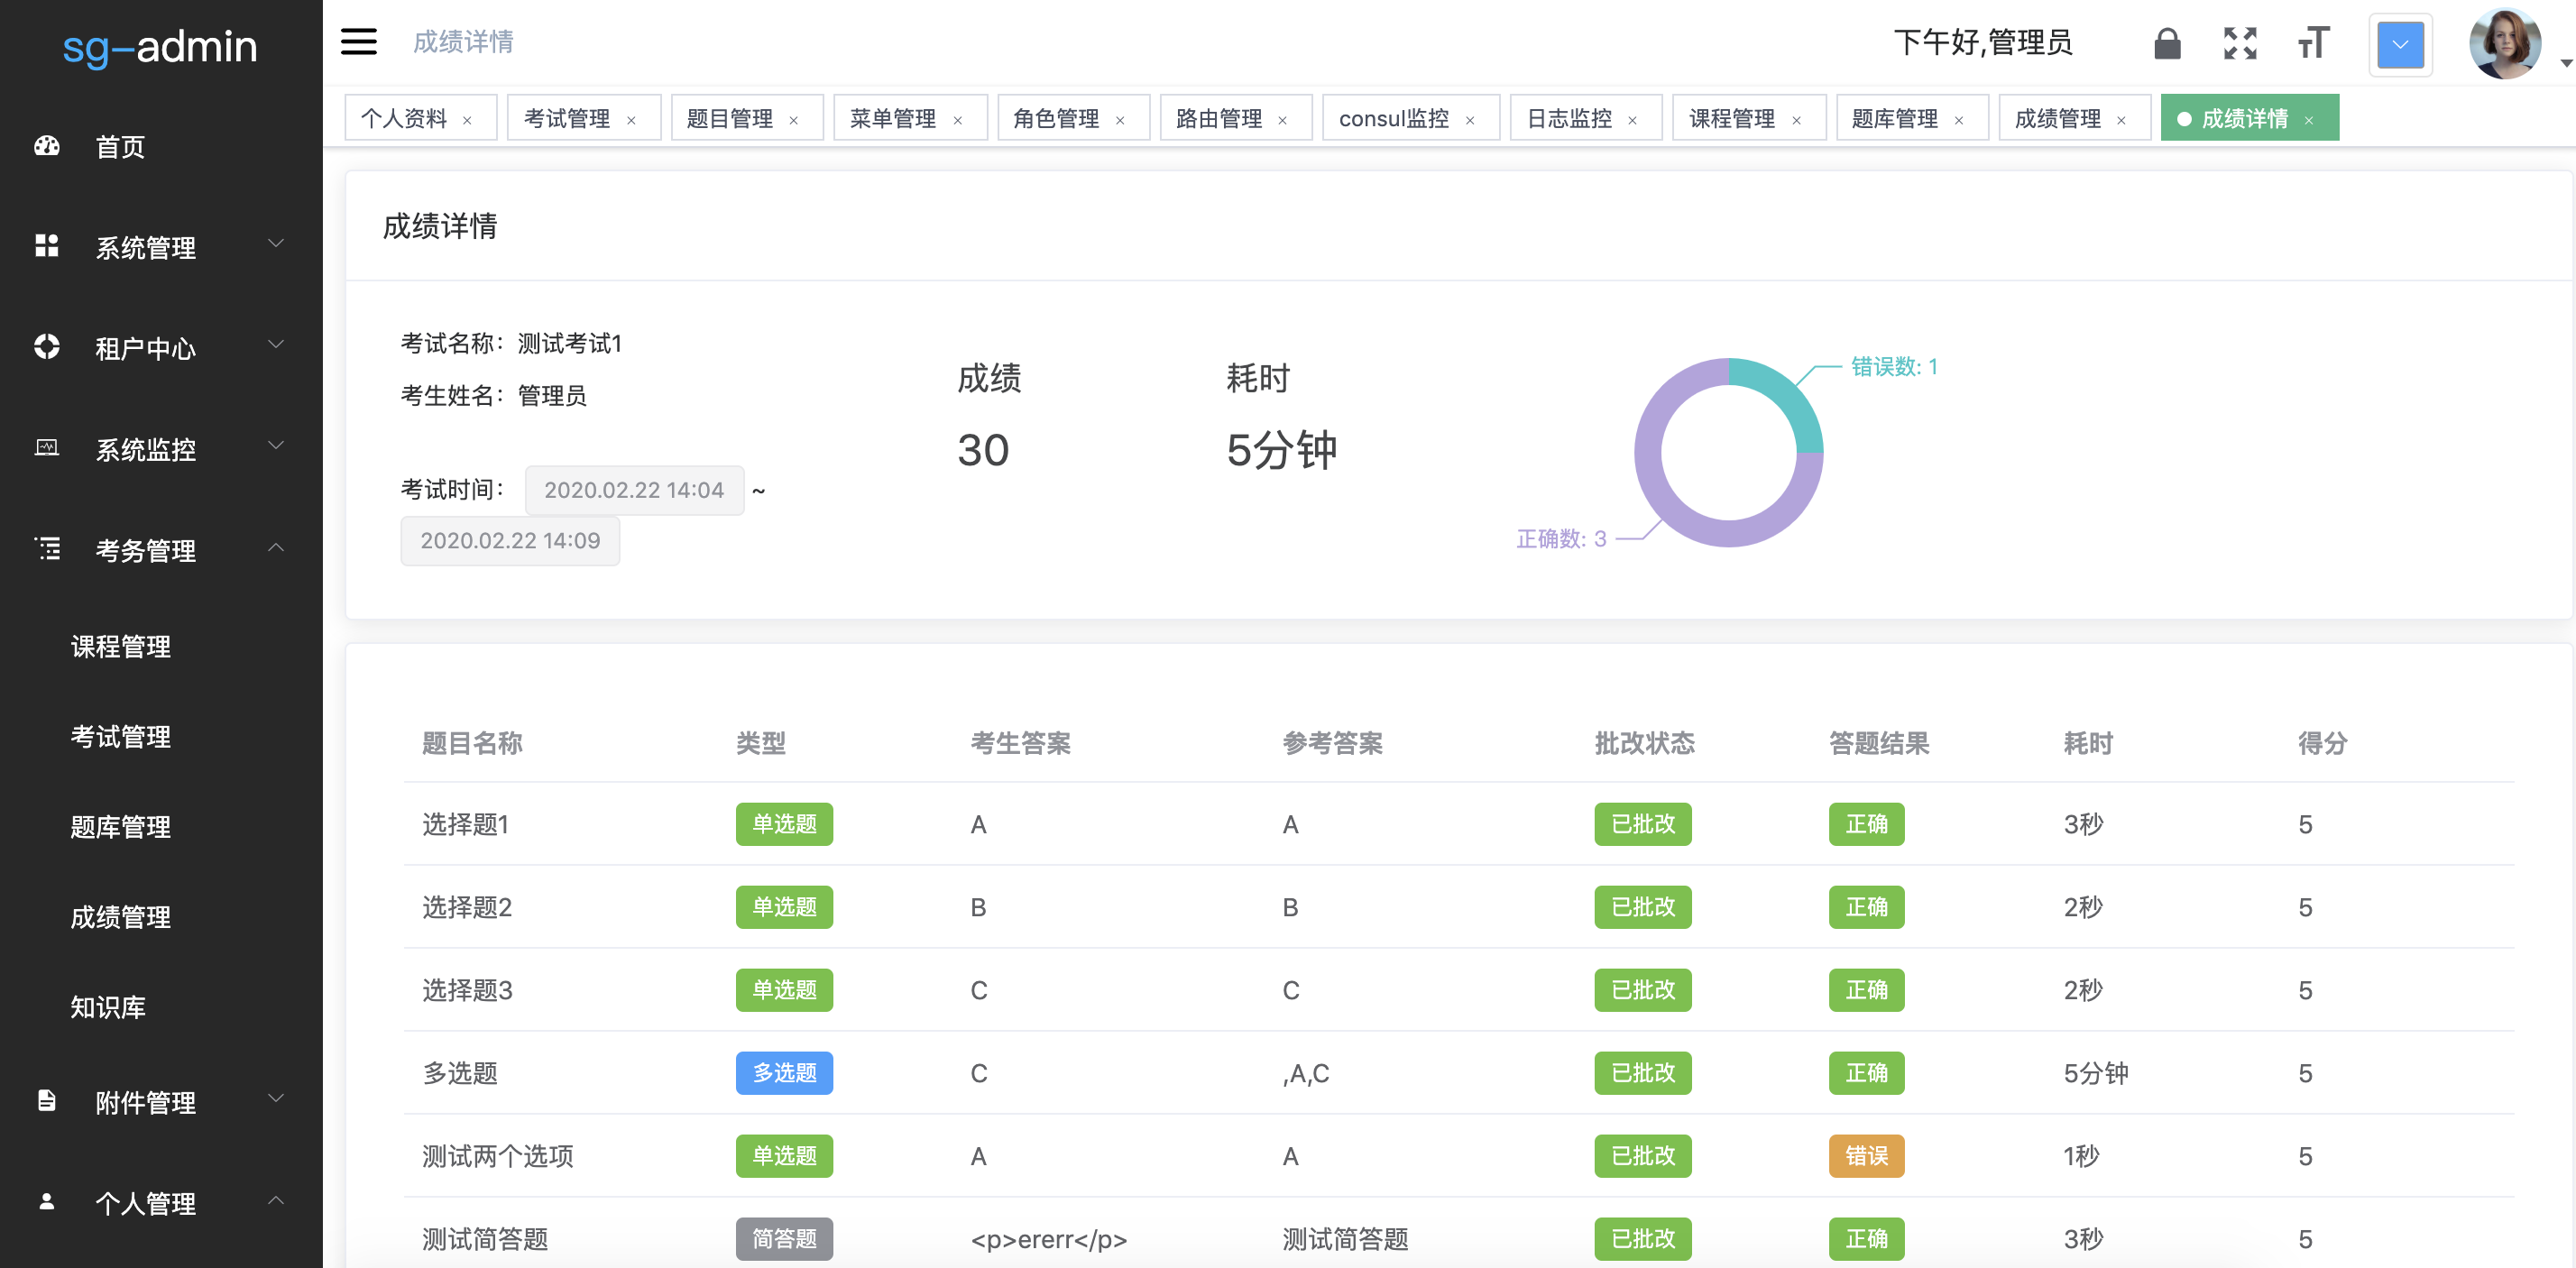 sg-admin
首页
系统管理
租户中心
系统监控
考务管理
课程管理
考试管理
题库管理
成绩管理
知识库
附件管理
个人管理
成绩详情
下午好,管理员
个人资料 × 考试管理 × 题目管理 × 菜单管理 × 角色管理 × 路由管理 × consul监控 × 日志监控 × 课程管理 × 题库管理 × 成绩管理 × 成绩详情 ×
成绩详情
考试名称：测试考试1
考生姓名：管理员
考试时间： 2020.02.22 14:04 ~
2020.02.22 14:09
成绩
30
耗时
5分钟
错误数: 1
正确数: 3
题目名称 类型 考生答案 参考答案 批改状态 答题结果 耗时 得分
选择题1 单选题 A A 已批改 正确 3秒 5
选择题2 单选题 B B 已批改 正确 2秒 5
选择题3 单选题 C C 已批改 正确 2秒 5
多选题 多选题 C ,A,C 已批改 正确 5分钟 5
测试两个选项 单选题 A A 已批改 错误 1秒 5
测试简答题 简答题 <p>ererr</p> 测试简答题 已批改 正确 3秒 5